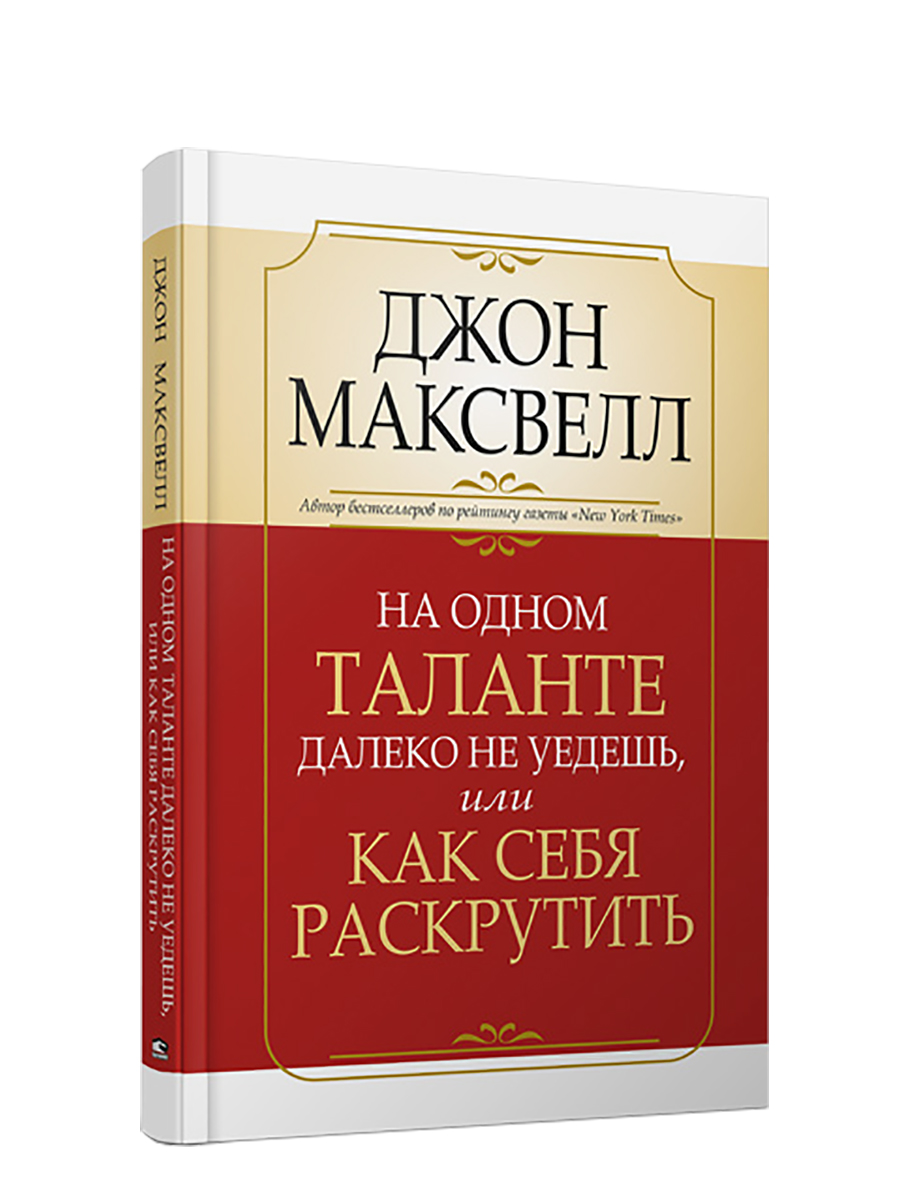 ДЖОН
МАКСВЕЛЛ
Автор бестселлеров по рейтингу газеты «New York Times»
НА ОДНОМ
ТАЛАНТЕ
ДАЛЕКО НЕ УЕДЕШЬ,
или
КАК СЕБЯ
РАСКРУТИТЬ
ДЖОН МАКСВЕЛЛ НА ОДНОМ ТАЛАНТЕ ДАЛЕКО НЕ УЕДЕШЬ,
ИЛИ КАК СЕБЯ РАСКРУТИТЬ